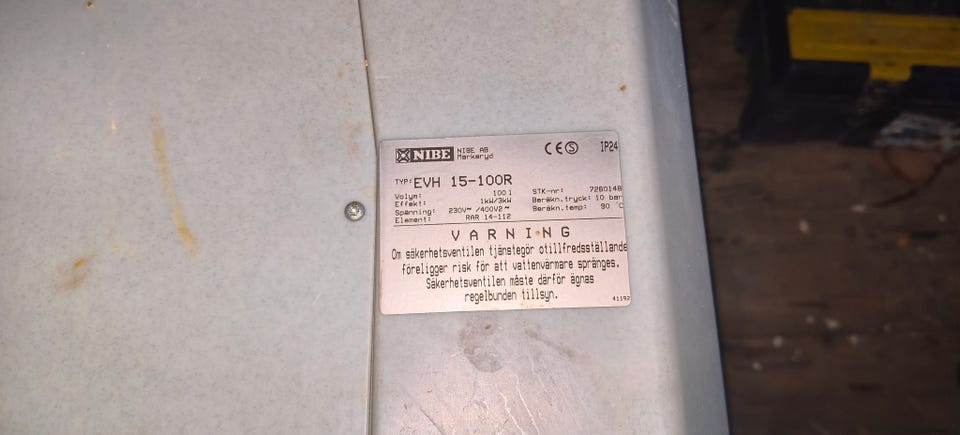 NIBE NIBE AB Markaryd CE S IP24
TYP: EVH 15-100R
Volym: 100 l STK-nr: 7260148
Effekt: 1kW/3kW Beräkn.tryck: 10 bar
Spänning: 230V~ /400V2~ Beräkn.temp: 90 °C
Element: RAR 14-112
VARNING
Om säkerhetsventilen tjänstegör otillfredsställande
föreligger risk för att vattenvärmare spränges.
Säkerhetsventilen måste därför ägnas
regelbunden tillsyn.
41192